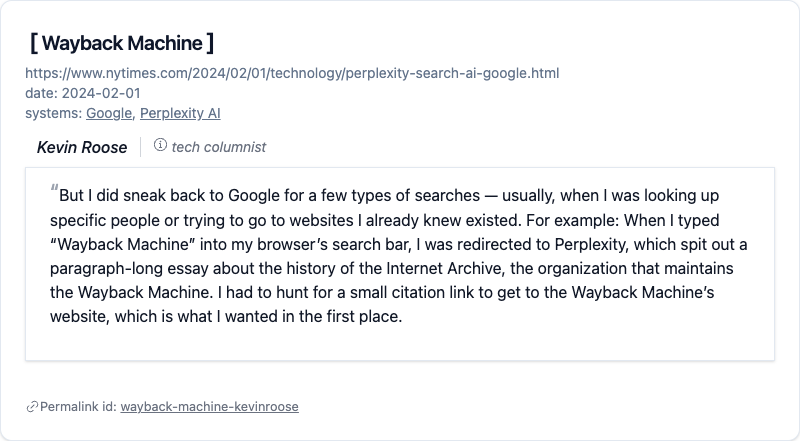 [ Wayback Machine ]
https://www.nytimes.com/2024/02/01/technology/perplexity-search-ai-google.html
date: 2024-02-01
systems: Google, Perplexity AI
Kevin Roose tech columnist
“But I did sneak back to Google for a few types of searches — usually, when I was looking up
specific people or trying to go to websites I already knew existed. For example: When I typed
“Wayback Machine” into my browser’s search bar, I was redirected to Perplexity, which spit out a
paragraph-long essay about the history of the Internet Archive, the organization that maintains
the Wayback Machine. I had to hunt for a small citation link to get to the Wayback Machine’s
website, which is what I wanted in the first place.
Permalink id: wayback-machine-kevinroose